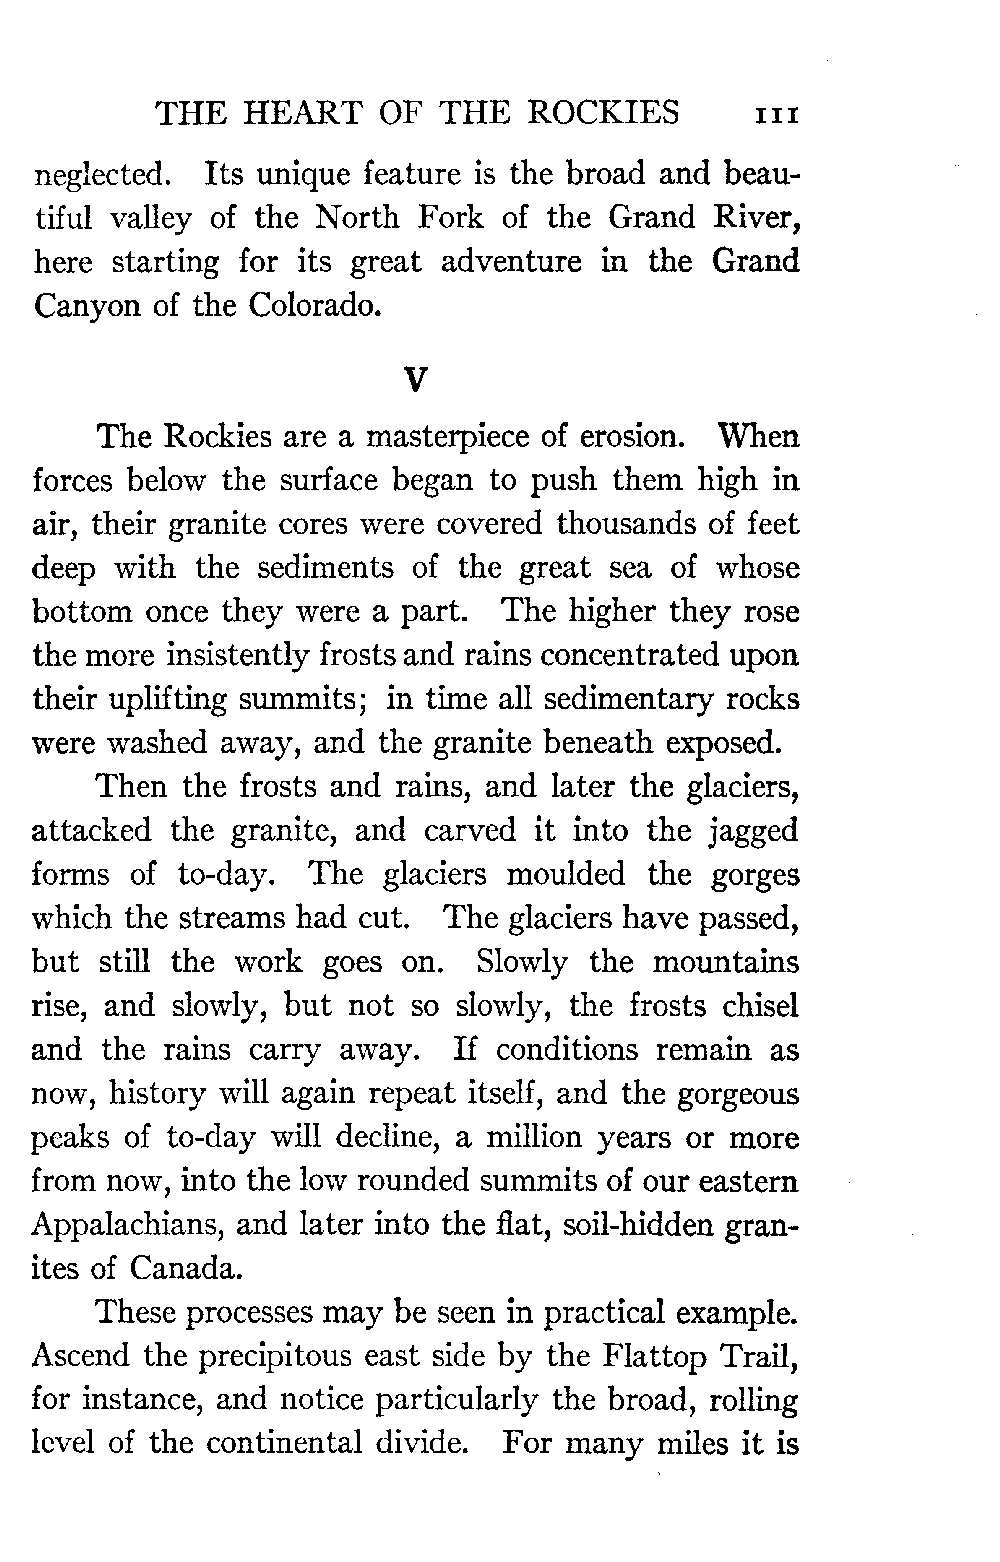 THE HEART OF THE ROCKIES 111
neglected. Its unique feature is the broad and beau-
tiful valley of the North Fork of the Grand River,
here starting for its great adventure in the Grand
Canyon of the Colorado.
V
The Rockies are a masterpiece of erosion. When
forces below the surface began to push them high in
air, their granite cores were covered thousands of feet
deep with the sediments of the great sea of whose
bottom once they were a part. The higher they rose
the more insistently frosts and rains concentrated upon
their uplifting summits; in time all sedimentary rocks
were washed away, and the granite beneath exposed.
Then the frosts and rains, and later the glaciers,
attacked the granite, and carved it into the jagged
forms of to-day. The glaciers moulded the gorges
which the streams had cut. The glaciers have passed,
but still the work goes on. Slowly the mountains
rise, and slowly, but not so slowly, the frosts chisel
and the rains carry away. If conditions remain as
now, history will again repeat itself, and the gorgeous
peaks of to-day will decline, a million years or more
from now, into the low rounded summits of our eastern
Appalachians, and later into the flat, soil-hidden gran-
ites of Canada.
These processes may be seen in practical example.
Ascend the precipitous east side by the Flattop Trail,
for instance, and notice particularly the broad, rolling
level of the continental divide. For many miles it is